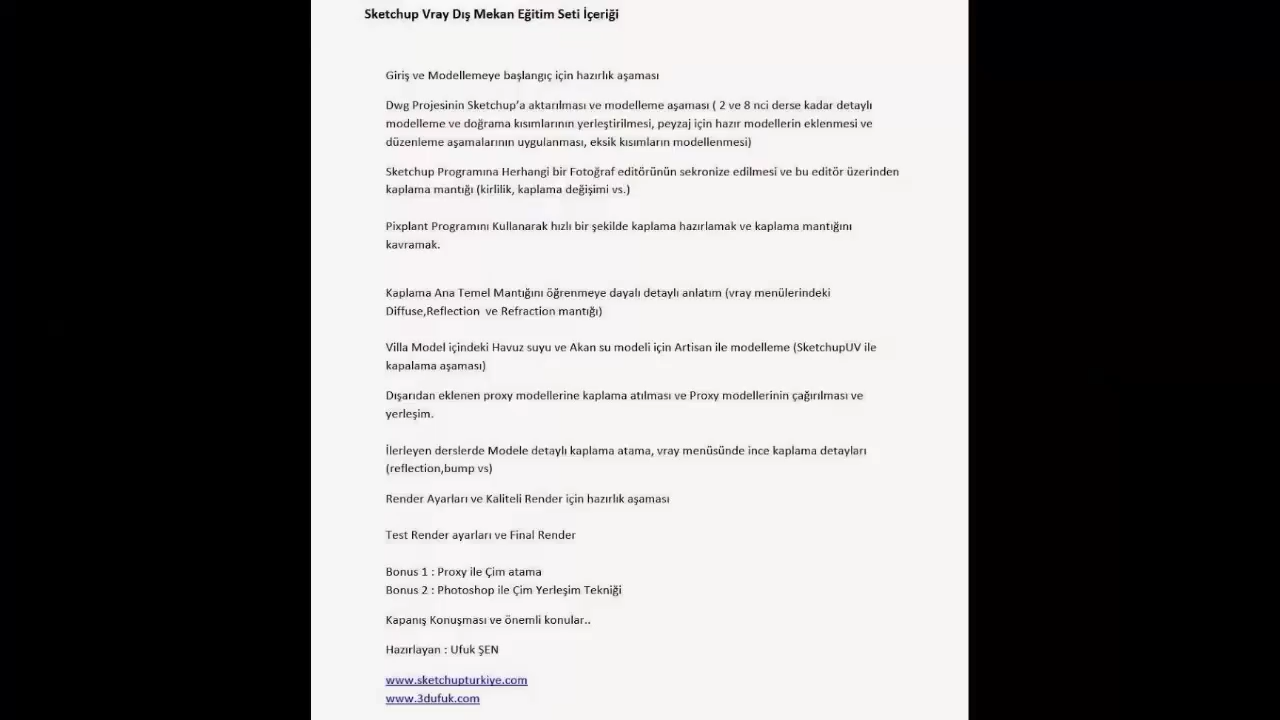 Sketchup Vray Dış Mekan Eğitim Seti İçeriği
Giriş ve Modellemeye başlangıç için hazırlık aşaması
Dwg Projesinin Sketchup’a aktarılması ve modelleme aşaması ( 2 ve 8 nci derse kadar detaylı
modelleme ve doğrama kısımlarının yerleştirilmesi, peyzaj için hazır modellerin eklenmesi ve
düzenleme aşamalarının uygulanması, eksik kısımların modellenmesi)
Sketchup Programına Herhangi bir Fotoğraf editörünün sekronize edilmesi ve bu editör üzerinden
kaplama mantığı (kirlilik, kaplama değişimi vs.)
Pixplant Programını Kullanarak hızlı bir şekilde kaplama hazırlamak ve kaplama mantığını
kavramak.
Kaplama Ana Temel Mantığını öğrenmeye dayalı detaylı anlatım (vray menülerindeki
Diffuse,Reflection  ve Refraction mantığı)
Villa Model içindeki Havuz suyu ve Akan su modeli için Artisan ile modelleme (SketchupUV ile
kapalama aşaması)
Dışarıdan eklenen proxy modellerine kaplama atılması ve Proxy modellerinin çağırılması ve
yerleşim.
İlerleyen derslerde Modele detaylı kaplama atama, vray menüsünde ince kaplama detayları
(reflection,bump vs)
Render Ayarları ve Kaliteli Render için hazırlık aşaması
Test Render ayarları ve Final Render
Bonus 1 : Proxy ile Çim atama
Bonus 2 : Photoshop ile Çim Yerleşim Tekniği
Kapanış Konuşması ve önemli konular..
Hazırlayan : Ufuk ŞEN
www.sketchupturkiye.com
www.3dufuk.com